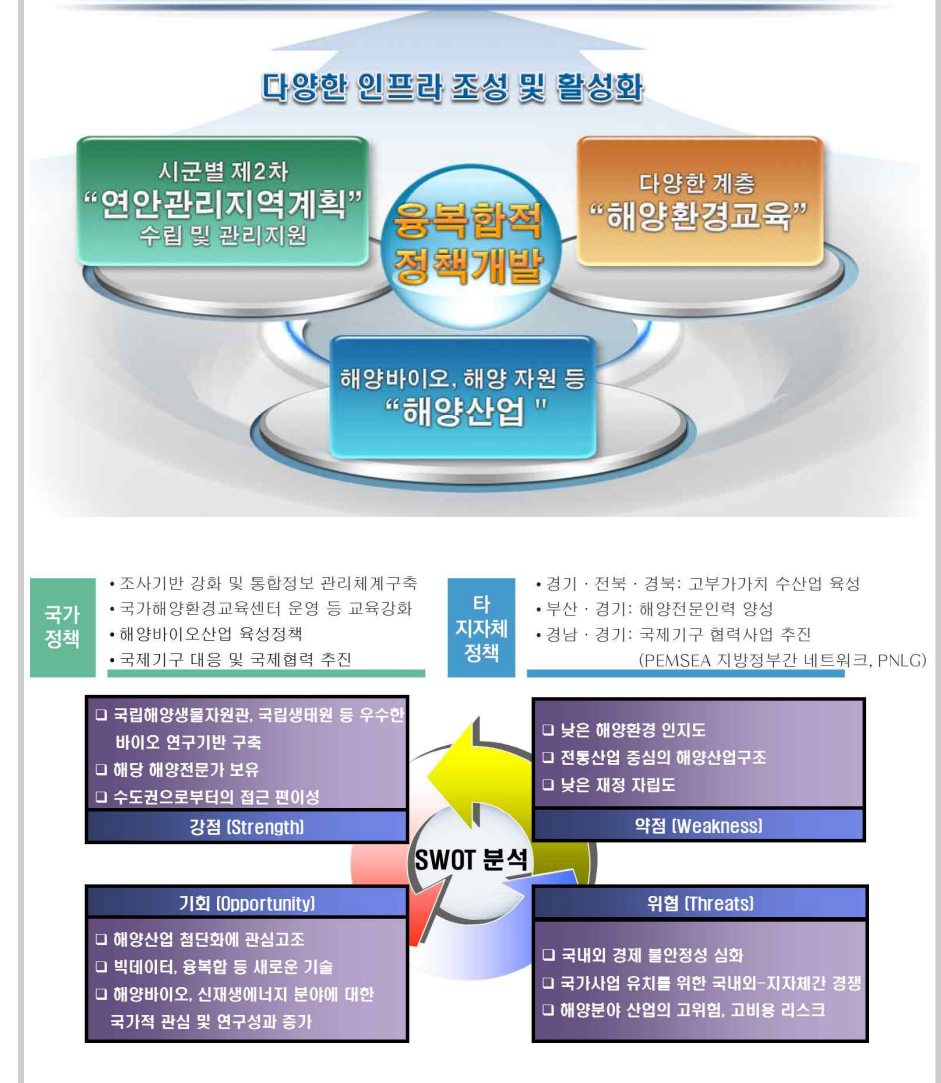 다양한 인프라 조성 및 활성화
시군별 제2차
“연안관리지역계획”
수립 및 관리지원
융복합적
정책개발
다양한 계층
“해양환경교육”
해양바이오, 해양 자원 등
“해양산업 "
국가
정책
• 조사기반 강화 및 통합정보 관리체계구축
• 국가해양환경교육센터 운영 등 교육강화
• 해양바이오산업 육성정책
• 국제기구 대응 및 국제협력 추진
타
지자체
정책
• 경기 · 전북 · 경북: 고부가가치 수산업 육성
• 부산 · 경기: 해양전문인력 양성
• 경남 · 경기: 국제기구 협력사업 추진
(PEMSEA 지방정부간 네트워크, PNLG)
❑ 국립해양생물자원관, 국립생태원 등 우수한
바이오 연구기반 구축
❑ 해당 해양전문가 보유
❑ 수도권으로부터의 접근 편이성
강점 (Strength)
❑ 낮은 해양환경 인지도
❑ 전통산업 중심의 해양산업구조
❑ 낮은 재정 자립도
약점 (Weakness)
SWOT 분석
기회 (Opportunity)
❑ 해양산업 첨단화에 관심고조
❑ 빅데이터, 융복합 등 새로운 기술
❑ 해양바이오, 신재생에너지 분야에 대한
국가적 관심 및 연구성과 증가
위협 (Threats)
❑ 국내외 경제 불안정성 심화
❑ 국가사업 유치를 위한 국내외-지자체간 경쟁
❑ 해양분야 산업의 고위험, 고비용 리스크